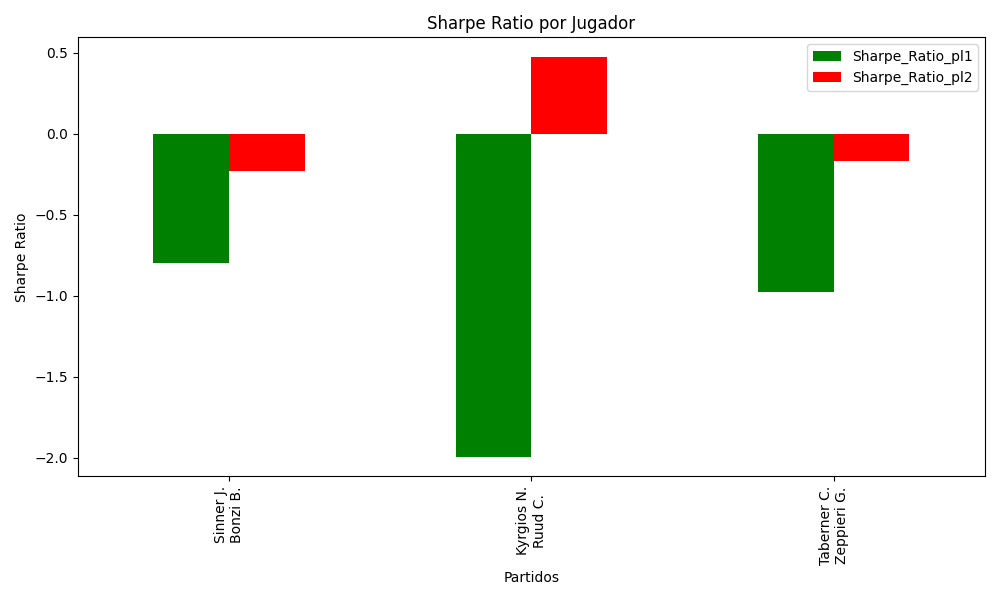 Sharpe Ratio por Jugador
Sharpe_Ratio_pl1
Sharpe_Ratio_pl2
Sharpe Ratio
0.5
0.0
−0.5
−1.0
−1.5
−2.0
Sinner J.
Bonzi B.
Kyrgios N.
Ruud C.
Taberner C.
Zeppieri G.
Partidos